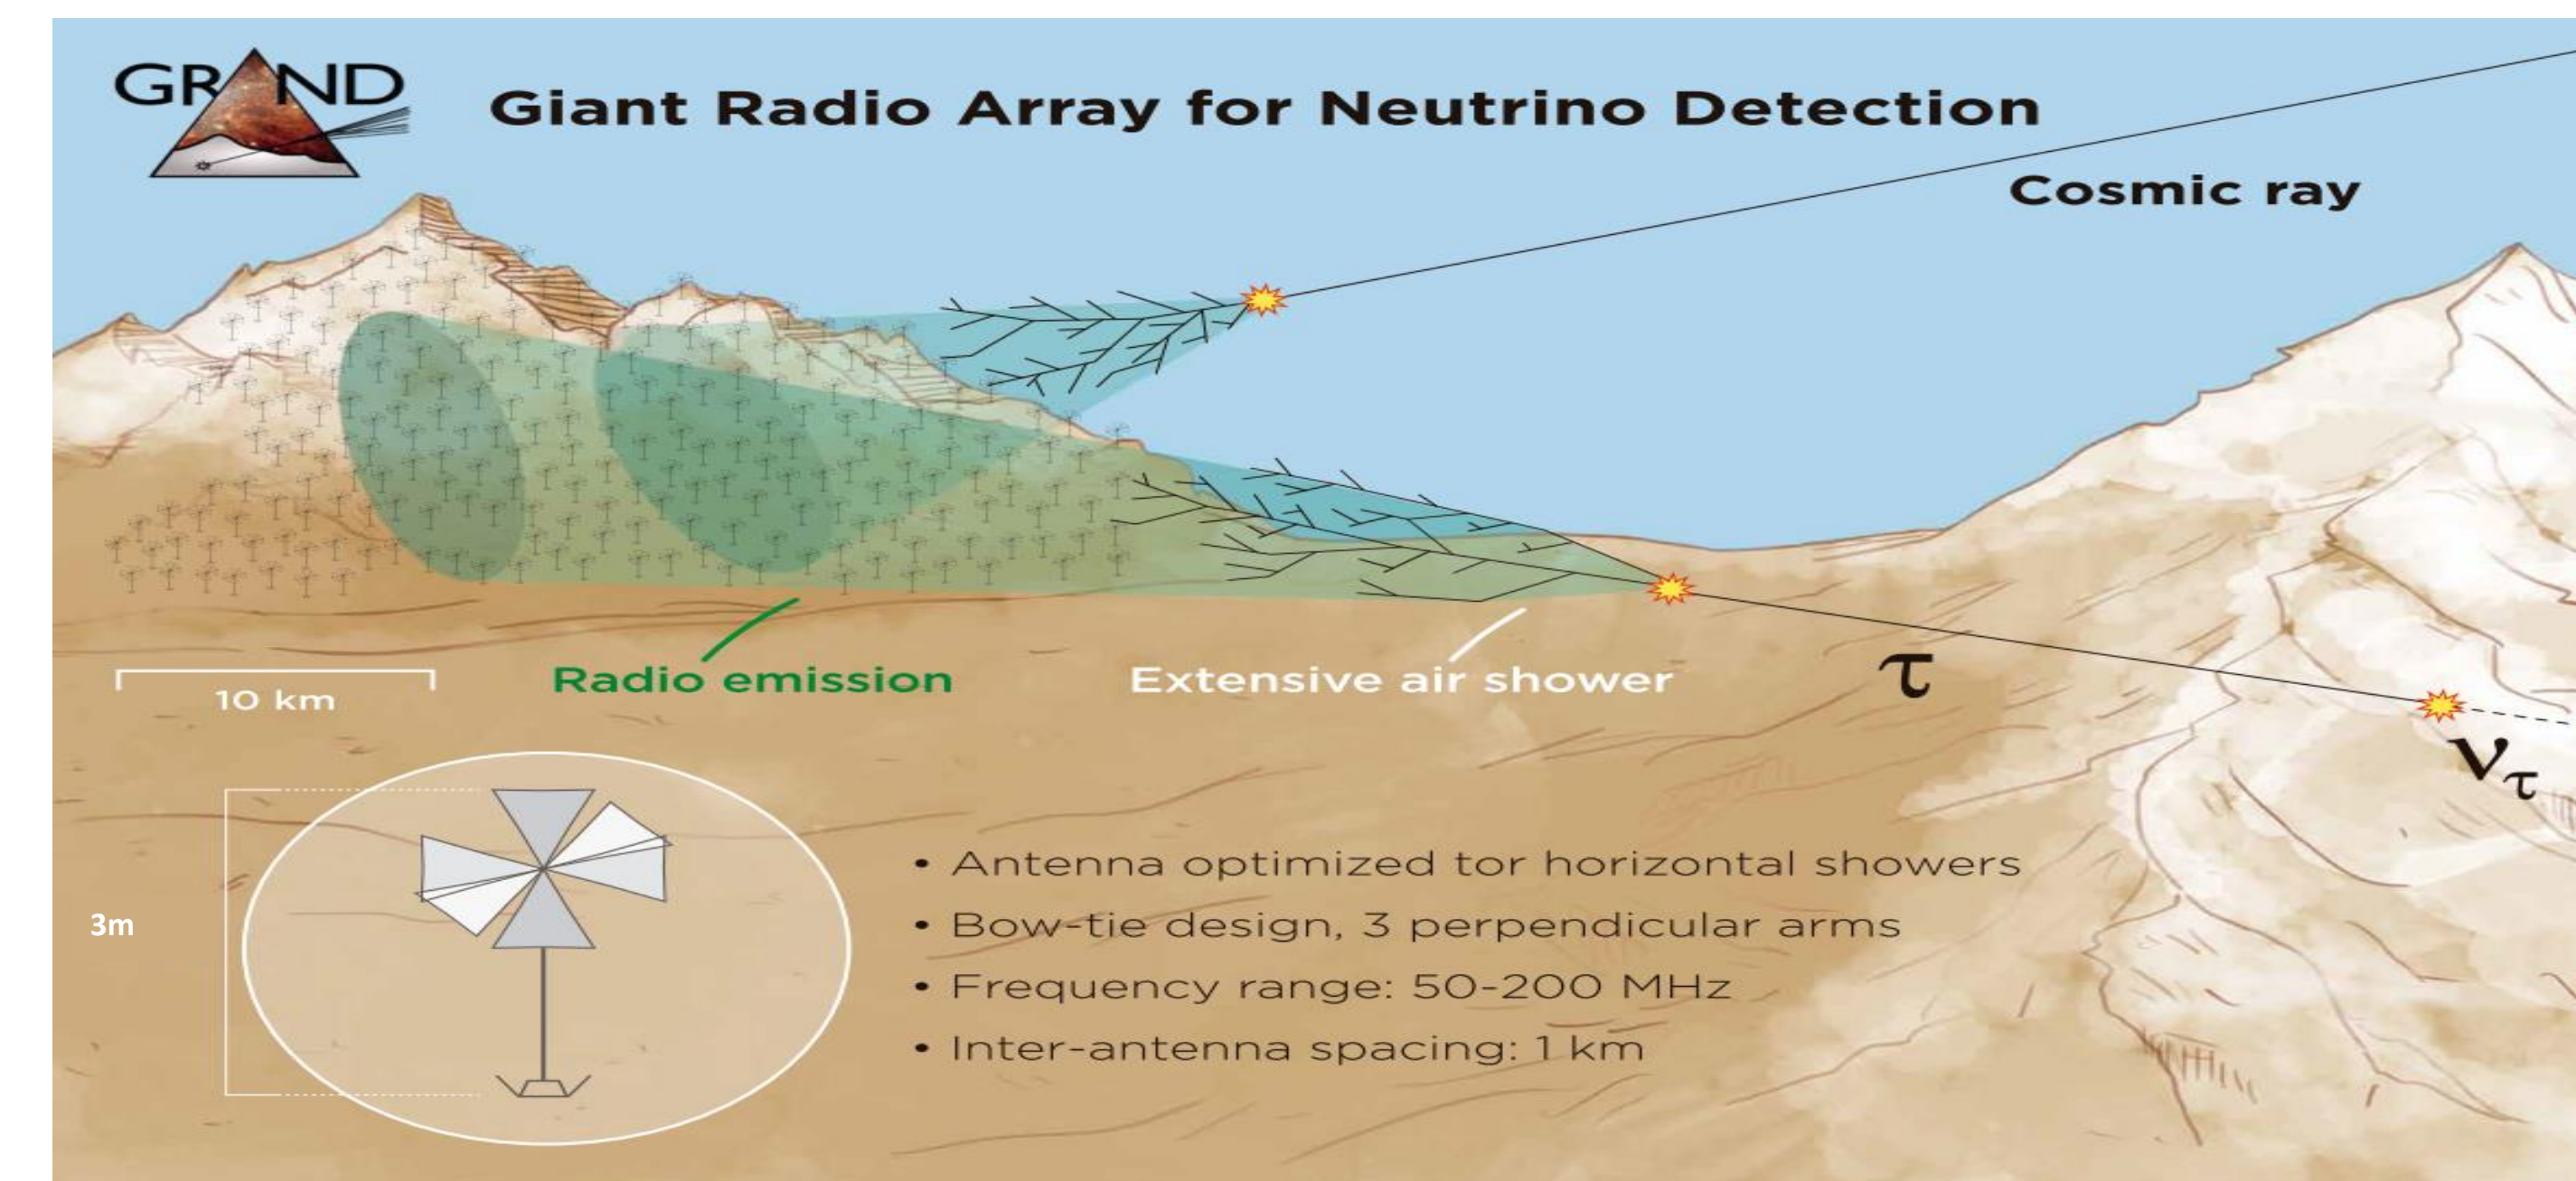 GRAND
Giant Radio Array for Neutrino Detection
Cosmic ray
Radio emission
Extensive air shower
τ
10 km
ντ
3m
• Antenna optimized tor horizontal showers
• Bow-tie design, 3 perpendicular arms
• Frequency range: 50-200 MHz
• Inter-antenna spacing: 1 km